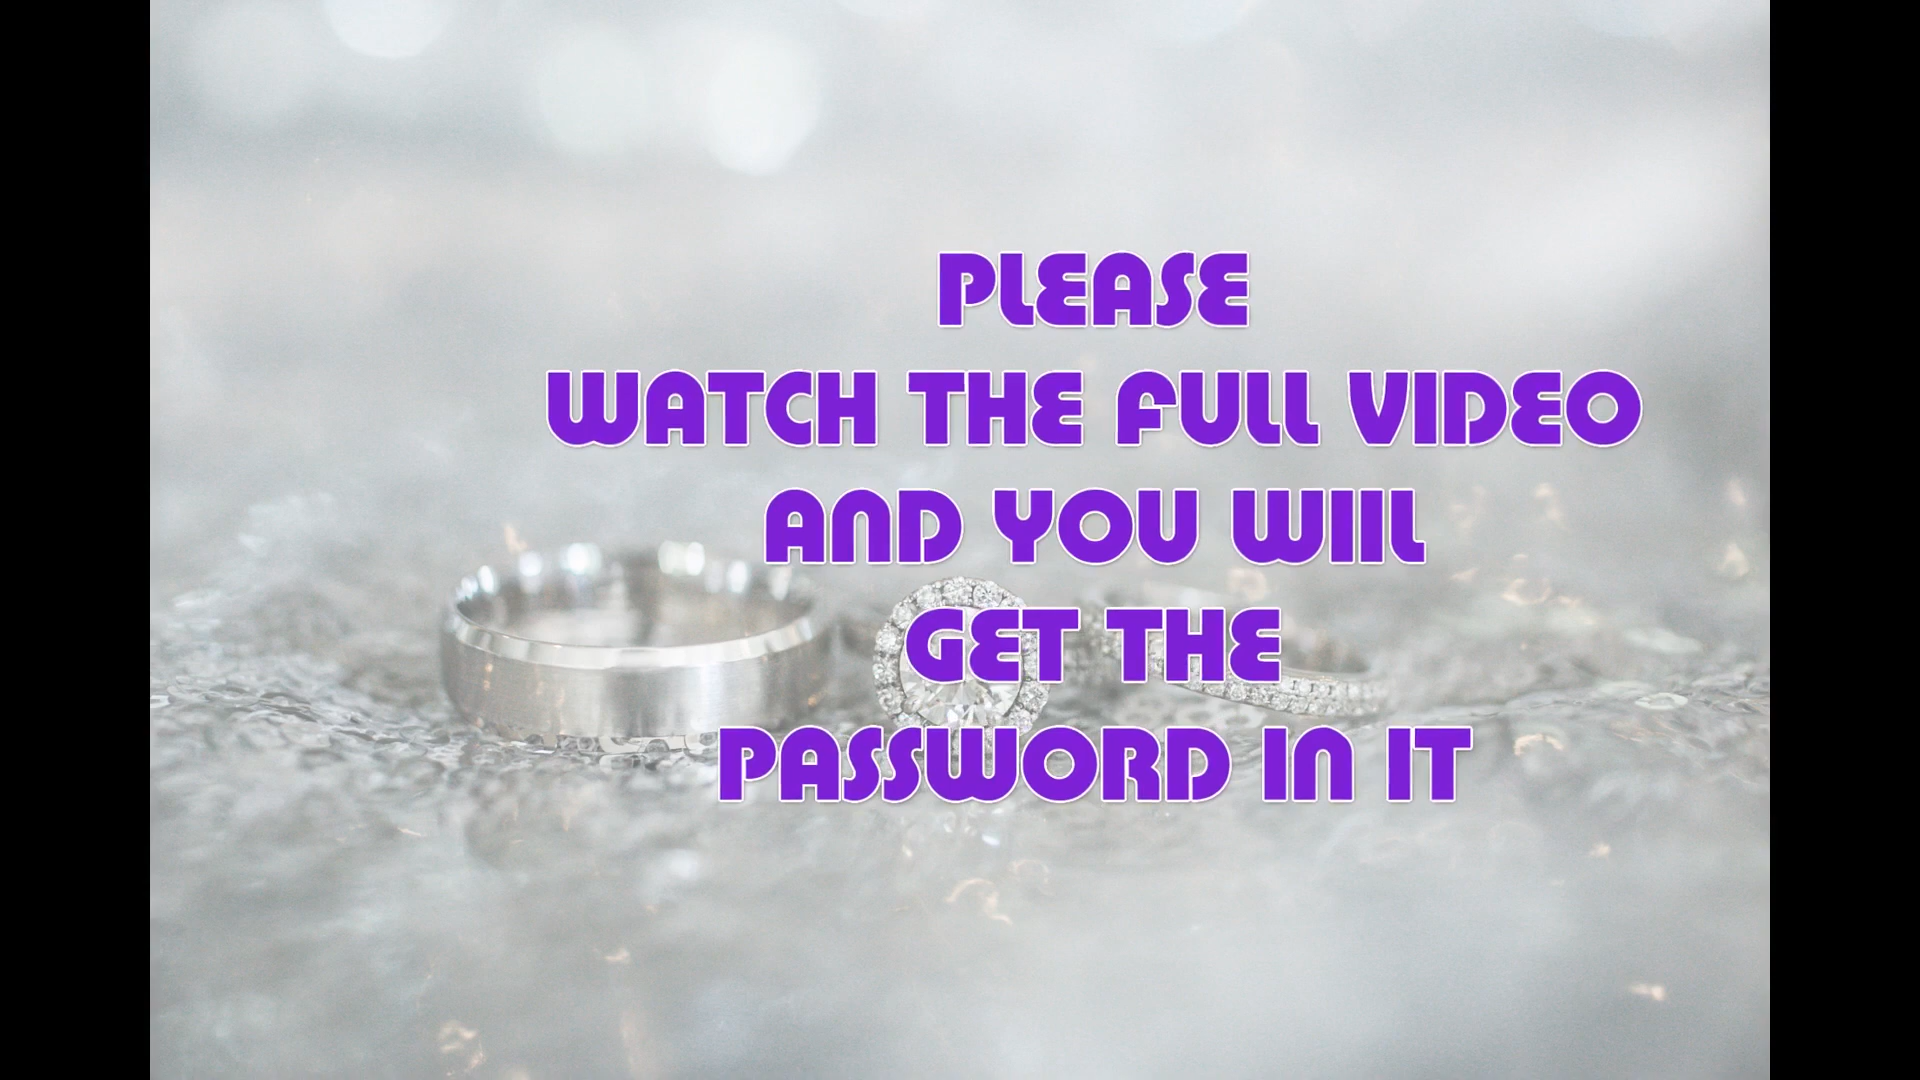 PLEASE
WATCH THE FULL VIDEO
AND YOU WIIL
GET THE
PASSWORD IN IT